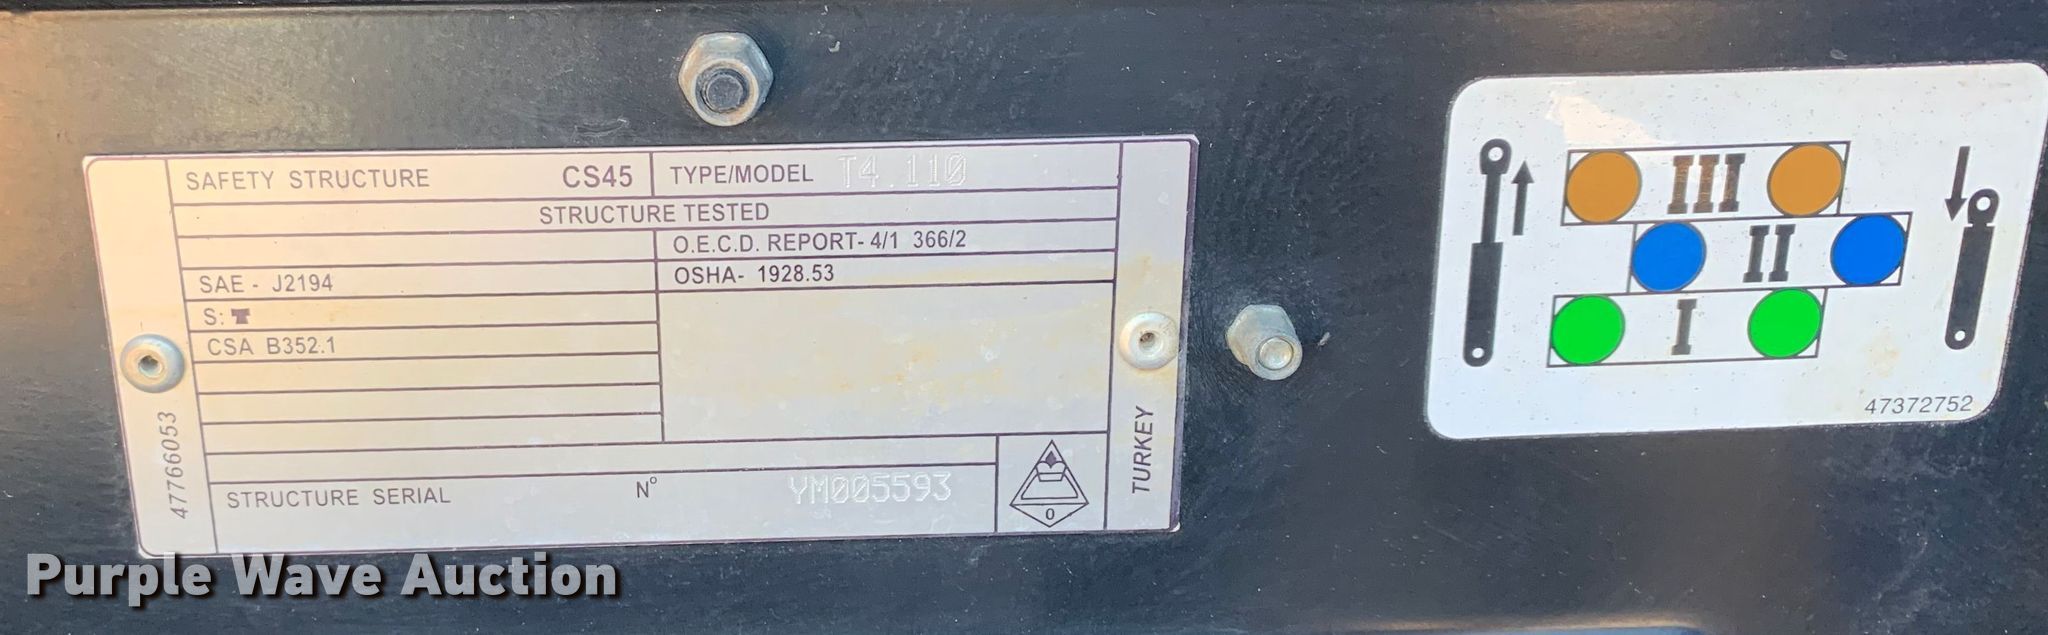 SAFETY STRUCTURE CS45 TYPE/MODEL T4.110
STRUCTURE TESTED
O.E.C.D. REPORT- 4/1 366/2
SAE - J2194 OSHA- 1928.53
S:
CSA B352.1
STRUCTURE SERIAL N° YM005593
0
47766053
TURKEY
III
II
I
47372752
Purple Wave Auction